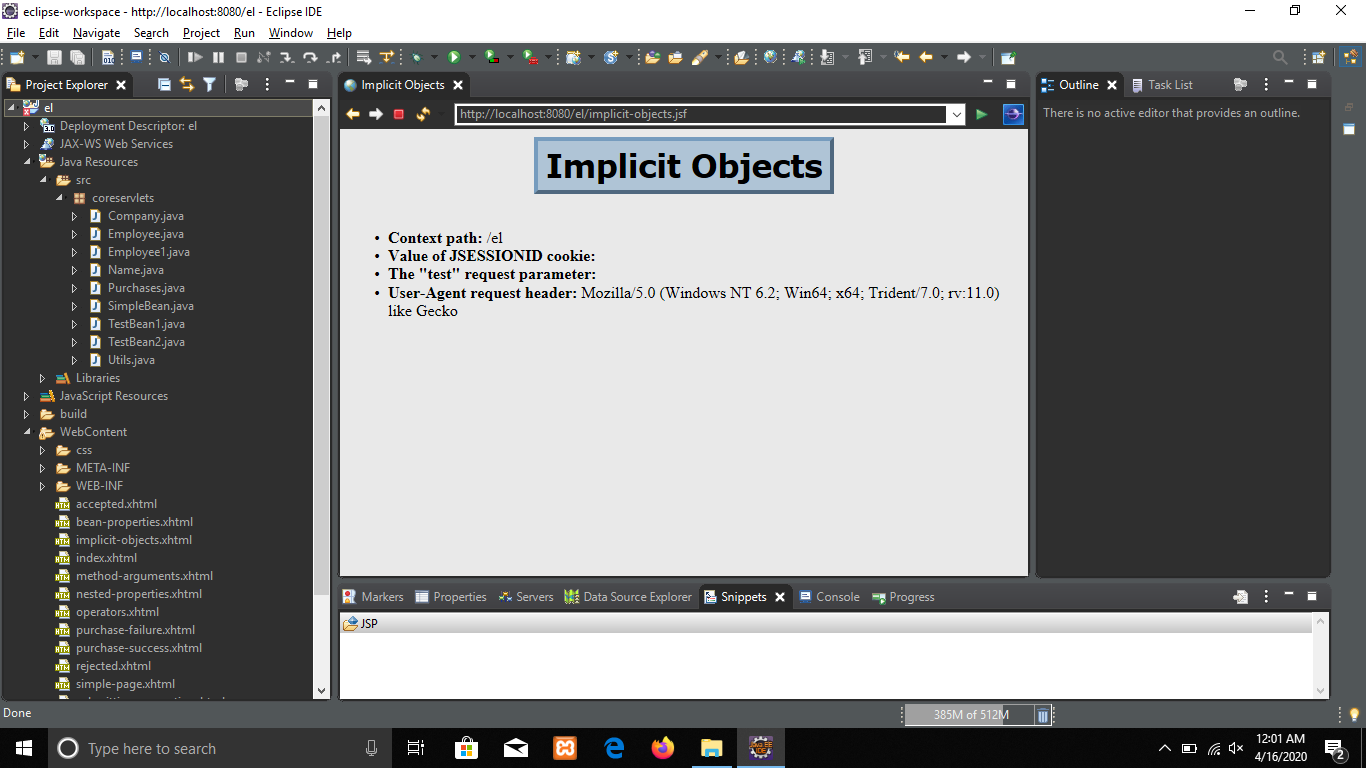 eclipse-workspace - http://localhost:8080/el - Eclipse IDE
File Edit Navigate Search Project Run Window Help
Project Explorer
el
Deployment Descriptor: el
JAX-WS Web Services
Java Resources
src
coreservlets
Company.java
Employee.java
Employee1.java
Name.java
Purchases.java
SimpleBean.java
TestBean1.java
TestBean2.java
Utils.java
Libraries
JavaScript Resources
build
WebContent
css
META-INF
WEB-INF
accepted.xhtml
bean-properties.xhtml
implicit-objects.xhtml
index.xhtml
method-arguments.xhtml
nested-properties.xhtml
operators.xhtml
purchase-failure.xhtml
purchase-success.xhtml
rejected.xhtml
simple-page.xhtml
Implicit Objects
http://localhost:8080/el/implicit-objects.jsf
Implicit Objects
• Context path: /el
• Value of JSESSIONID cookie:
• The "test" request parameter:
• User-Agent request header: Mozilla/5.0 (Windows NT 6.2; Win64; x64; Trident/7.0; rv:11.0)
like Gecko
Outline Task List
There is no active editor that provides an outline.
Markers Properties Servers Data Source Explorer Snippets Console Progress
JSP
Done
385M of 512M
Type here to search
12:01 AM
4/16/2020
2